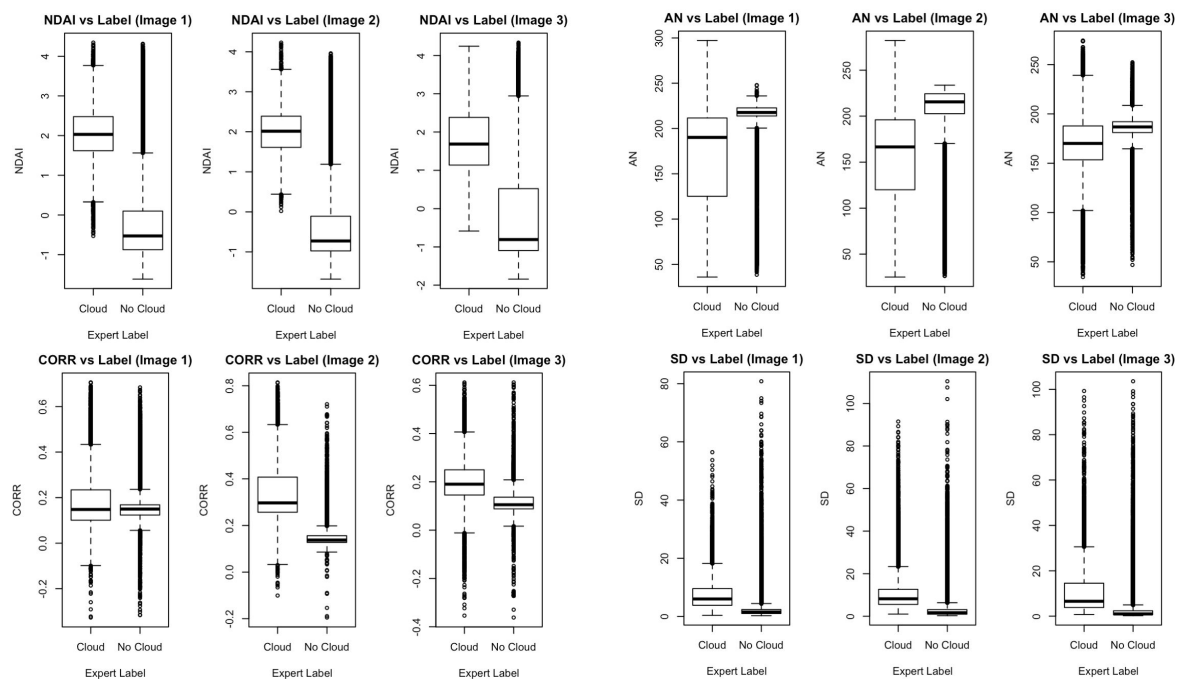 NDAI vs Label (Image 1)
NDAI
4
3
2
1
0
-1
Cloud No Cloud
Expert Label
NDAI vs Label (Image 2)
NDAI
4
3
2
1
0
-1
Cloud No Cloud
Expert Label
NDAI vs Label (Image 3)
NDAI
4
3
2
1
0
-1
-2
Cloud No Cloud
Expert Label
AN vs Label (Image 1)
AN
300
250
200
150
100
50
Cloud No Cloud
Expert Label
AN vs Label (Image 2)
AN
250
200
150
100
50
Cloud No Cloud
Expert Label
AN vs Label (Image 3)
AN
250
200
150
100
50
Cloud No Cloud
Expert Label
CORR vs Label (Image 1)
CORR
0.6
0.4
0.2
0.0
-0.2
Cloud No Cloud
Expert Label
CORR vs Label (Image 2)
CORR
0.8
0.6
0.4
0.2
0.0
-0.2
Cloud No Cloud
Expert Label
CORR vs Label (Image 3)
CORR
0.6
0.4
0.2
0.0
-0.2
-0.4
Cloud No Cloud
Expert Label
SD vs Label (Image 1)
SD
80
60
40
20
0
Cloud No Cloud
Expert Label
SD vs Label (Image 2)
SD
100
80
60
40
20
0
Cloud No Cloud
Expert Label
SD vs Label (Image 3)
SD
100
80
60
40
20
0
Cloud No Cloud
Expert Label